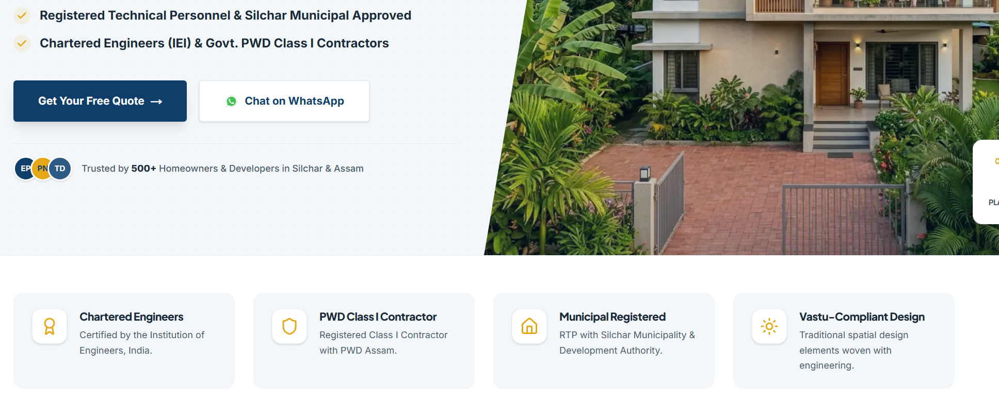 Registered Technical Personnel & Silchar Municipal Approved
Chartered Engineers (IEI) & Govt. PWD Class I Contractors
Get Your Free Quote →
Chat on WhatsApp
EP PN TD
Trusted by 500+ Homeowners & Developers in Silchar & Assam
Chartered Engineers
Certified by the Institution of
Engineers, India.
PWD Class I Contractor
Registered Class I Contractor
with PWD Assam.
Municipal Registered
RTP with Silchar Municipality &
Development Authority.
Vastu-Compliant Design
Traditional spatial design
elements woven with
engineering.